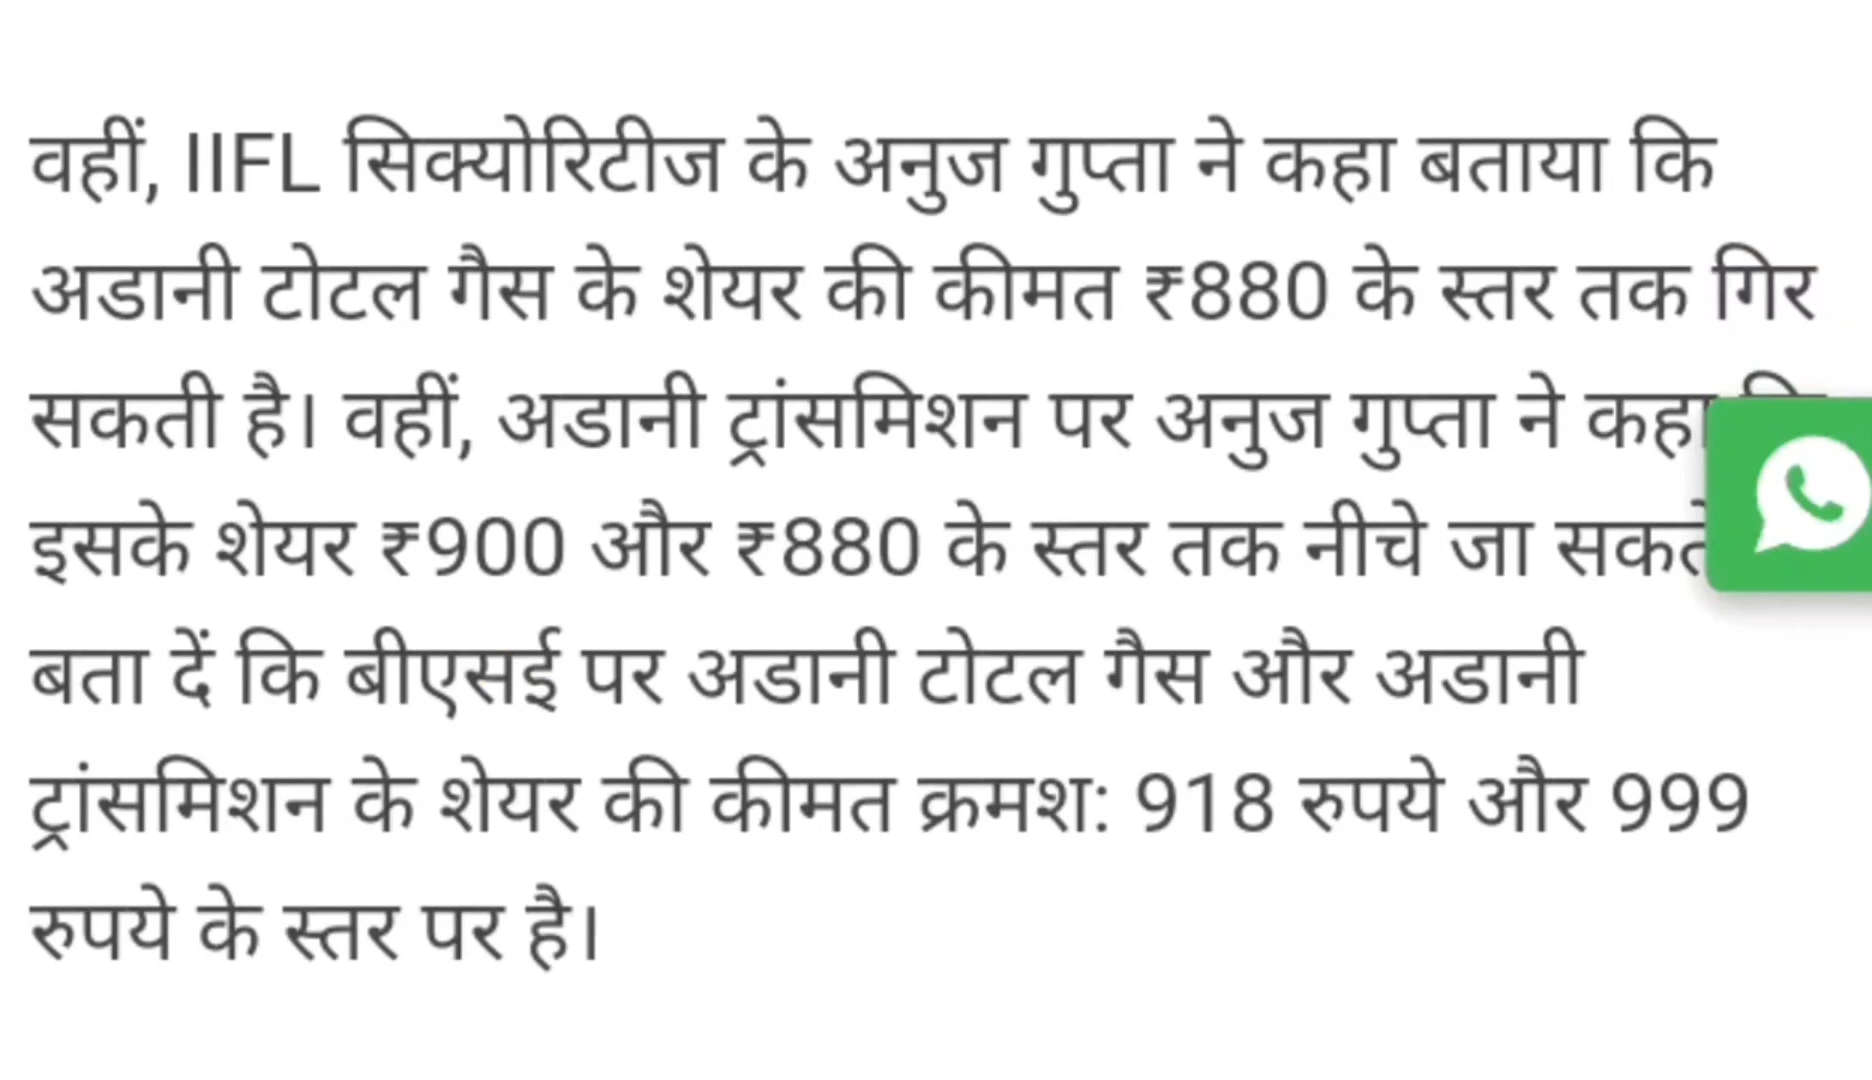 वहीं, IIFL सिक्योरिटीज के अनुज गुप्ता ने कहा बताया कि
अडानी टोटल गैस के शेयर की कीमत ₹880 के स्तर तक गिर
सकती है। वहीं, अडानी ट्रांसमिशन पर अनुज गुप्ता ने कहा
इसके शेयर ₹900 और ₹880 के स्तर तक नीचे जा
बता दें कि बीएसई पर अडानी टोटल गैस और अडानी
ट्रांसमिशन के शेयर की कीमत क्रमश: 918 रुपये और 999
रुपये के स्तर पर है।